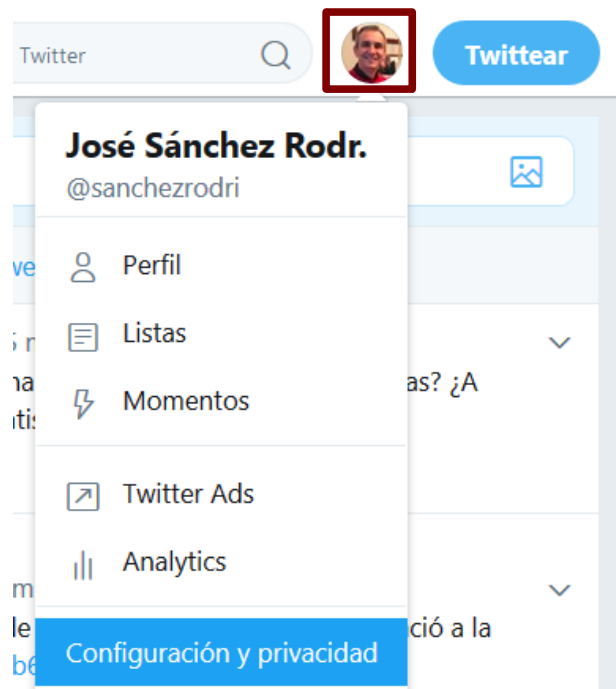 Twitter
Twittear
José Sánchez Rodr.
@sanchezrodri
Perfil
Listas
as? ¿A
Momentos
Twitter Ads
Analytics
ció a la
Configuración y privacidad